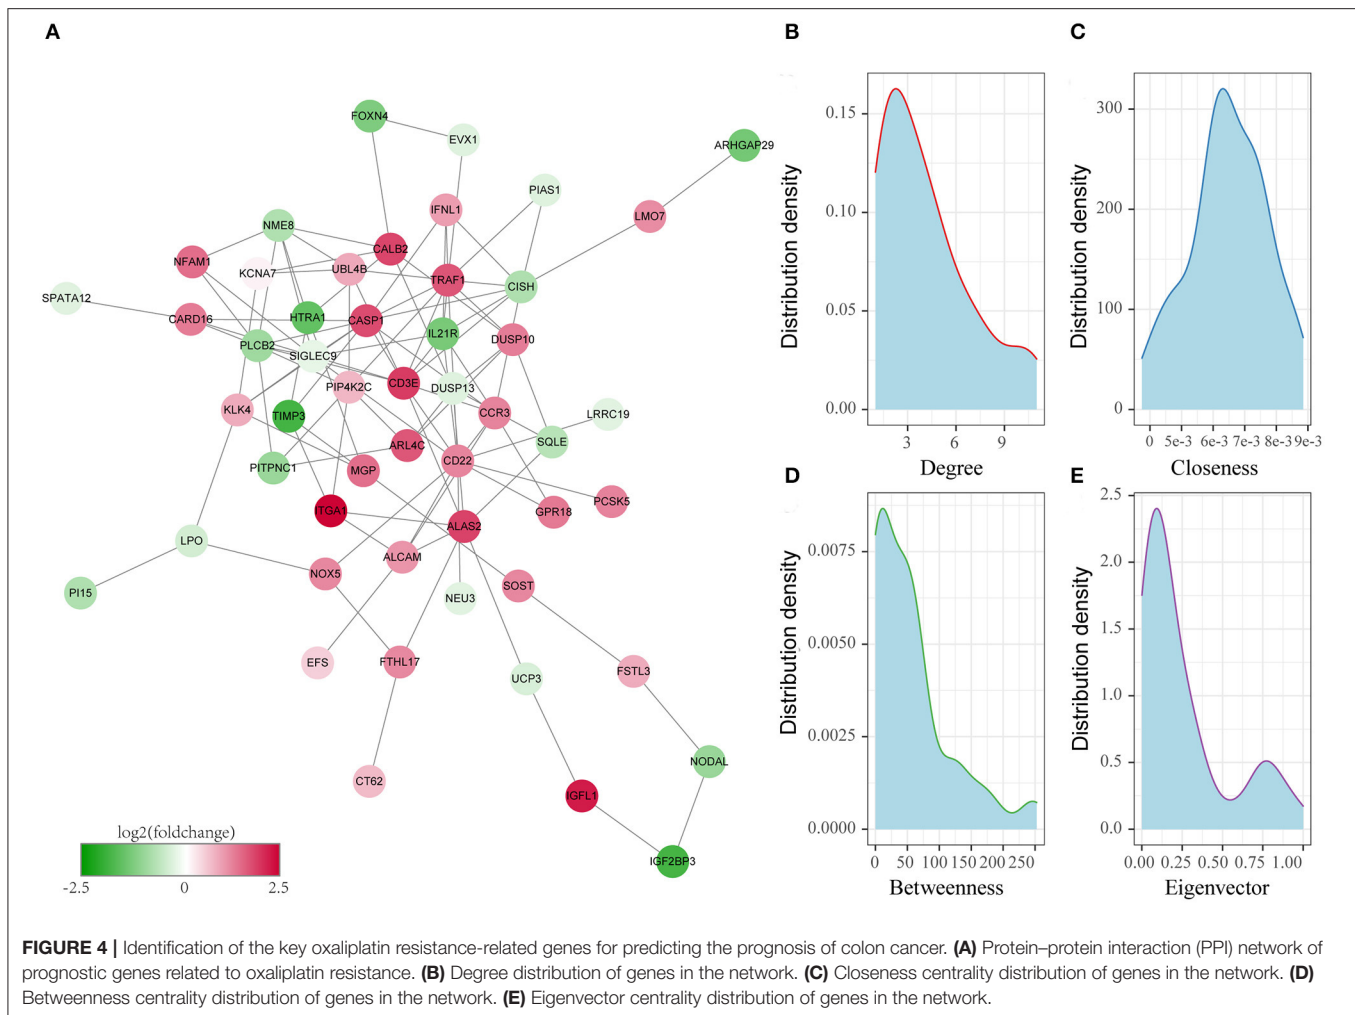 A
B
C
FOXN4
EVX1
ARHGAP29
PIAS1
IFNL1
LMO7
NME8
CALB2
NFAM1
KCNA7
UBL4B
TRAF1
CISH
SPATA12
CARD16
HTRA1
CASP1
IL21R
DUSP10
PLCB2
SIGLEC9
PIP4K2C
CD3E
DUSP13
KLK4
TIMP3
CCR3
LRRC19
ARL4C
SQLE
PITPNC1
MGP
CD22
ITGA1
PCSK5
GPR18
ALAS2
LPO
ALCAM
NOX5
SOST
PI15
NEU3
EFS
FTHL17
UCP3
FSTL3
CT62
NODAL
IGFL1
IGF2BP3
log2(foldchange)
-2.5 0 2.5
Distribution density
0.15
0.10
0.05
0.00
3 6 9
Degree
Distribution density
300
200
100
0
0 5e-3 6e-3 7e-3 8e-3 9e-3
Closeness
D
E
Distribution density
0.0075
0.0050
0.0025
0.0000
0 50 100 150 200 250
Betweenness
Distribution density
2.5
2.0
1.5
1.0
0.5
0.0
0.00 0.25 0.50 0.75 1.00
Eigenvector
FIGURE 4 | Identification of the key oxaliplatin resistance-related genes for predicting the prognosis of colon cancer. (A) Protein–protein interaction (PPI) network of
prognostic genes related to oxaliplatin resistance. (B) Degree distribution of genes in the network. (C) Closeness centrality distribution of genes in the network. (D)
Betweenness centrality distribution of genes in the network. (E) Eigenvector centrality distribution of genes in the network.